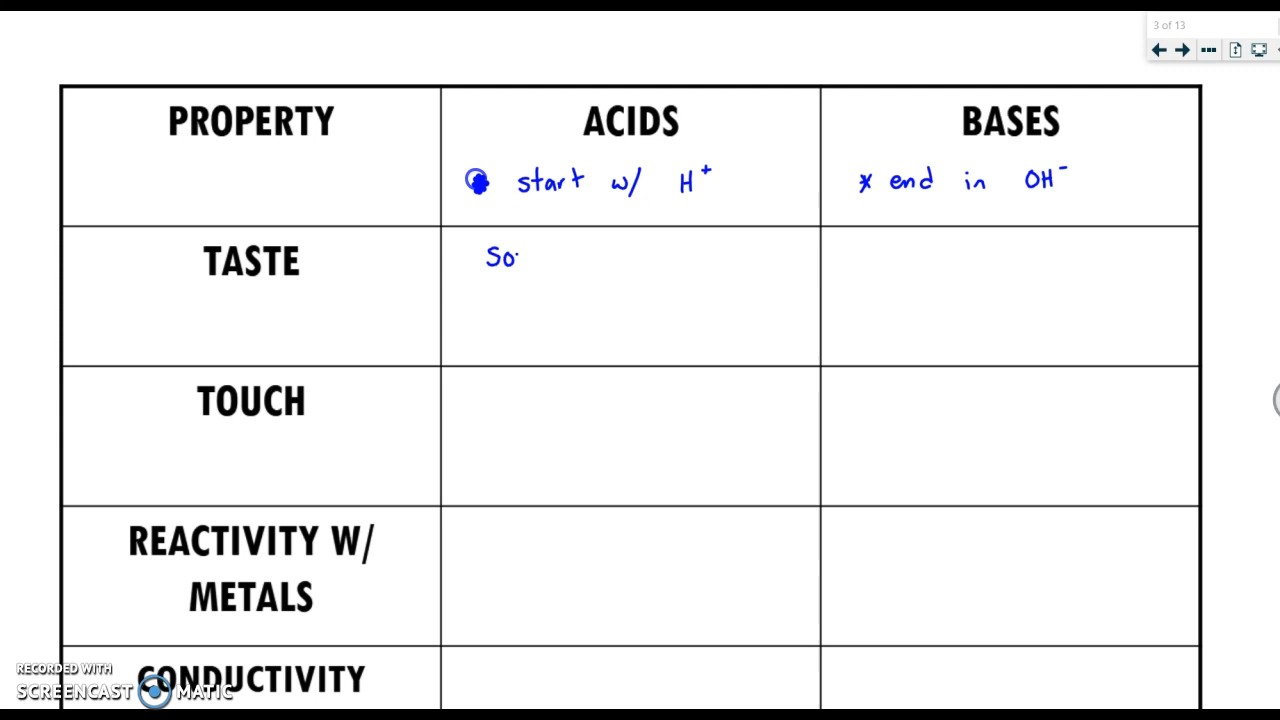 3 of 13
PROPERTY ACIDS BASES
start w/ H⁺ * end in OH⁻
TASTE So
TOUCH
REACTIVITY W/
METALS
CONDUCTIVITY
RECORDED WITH
SCREENCAST MATIC